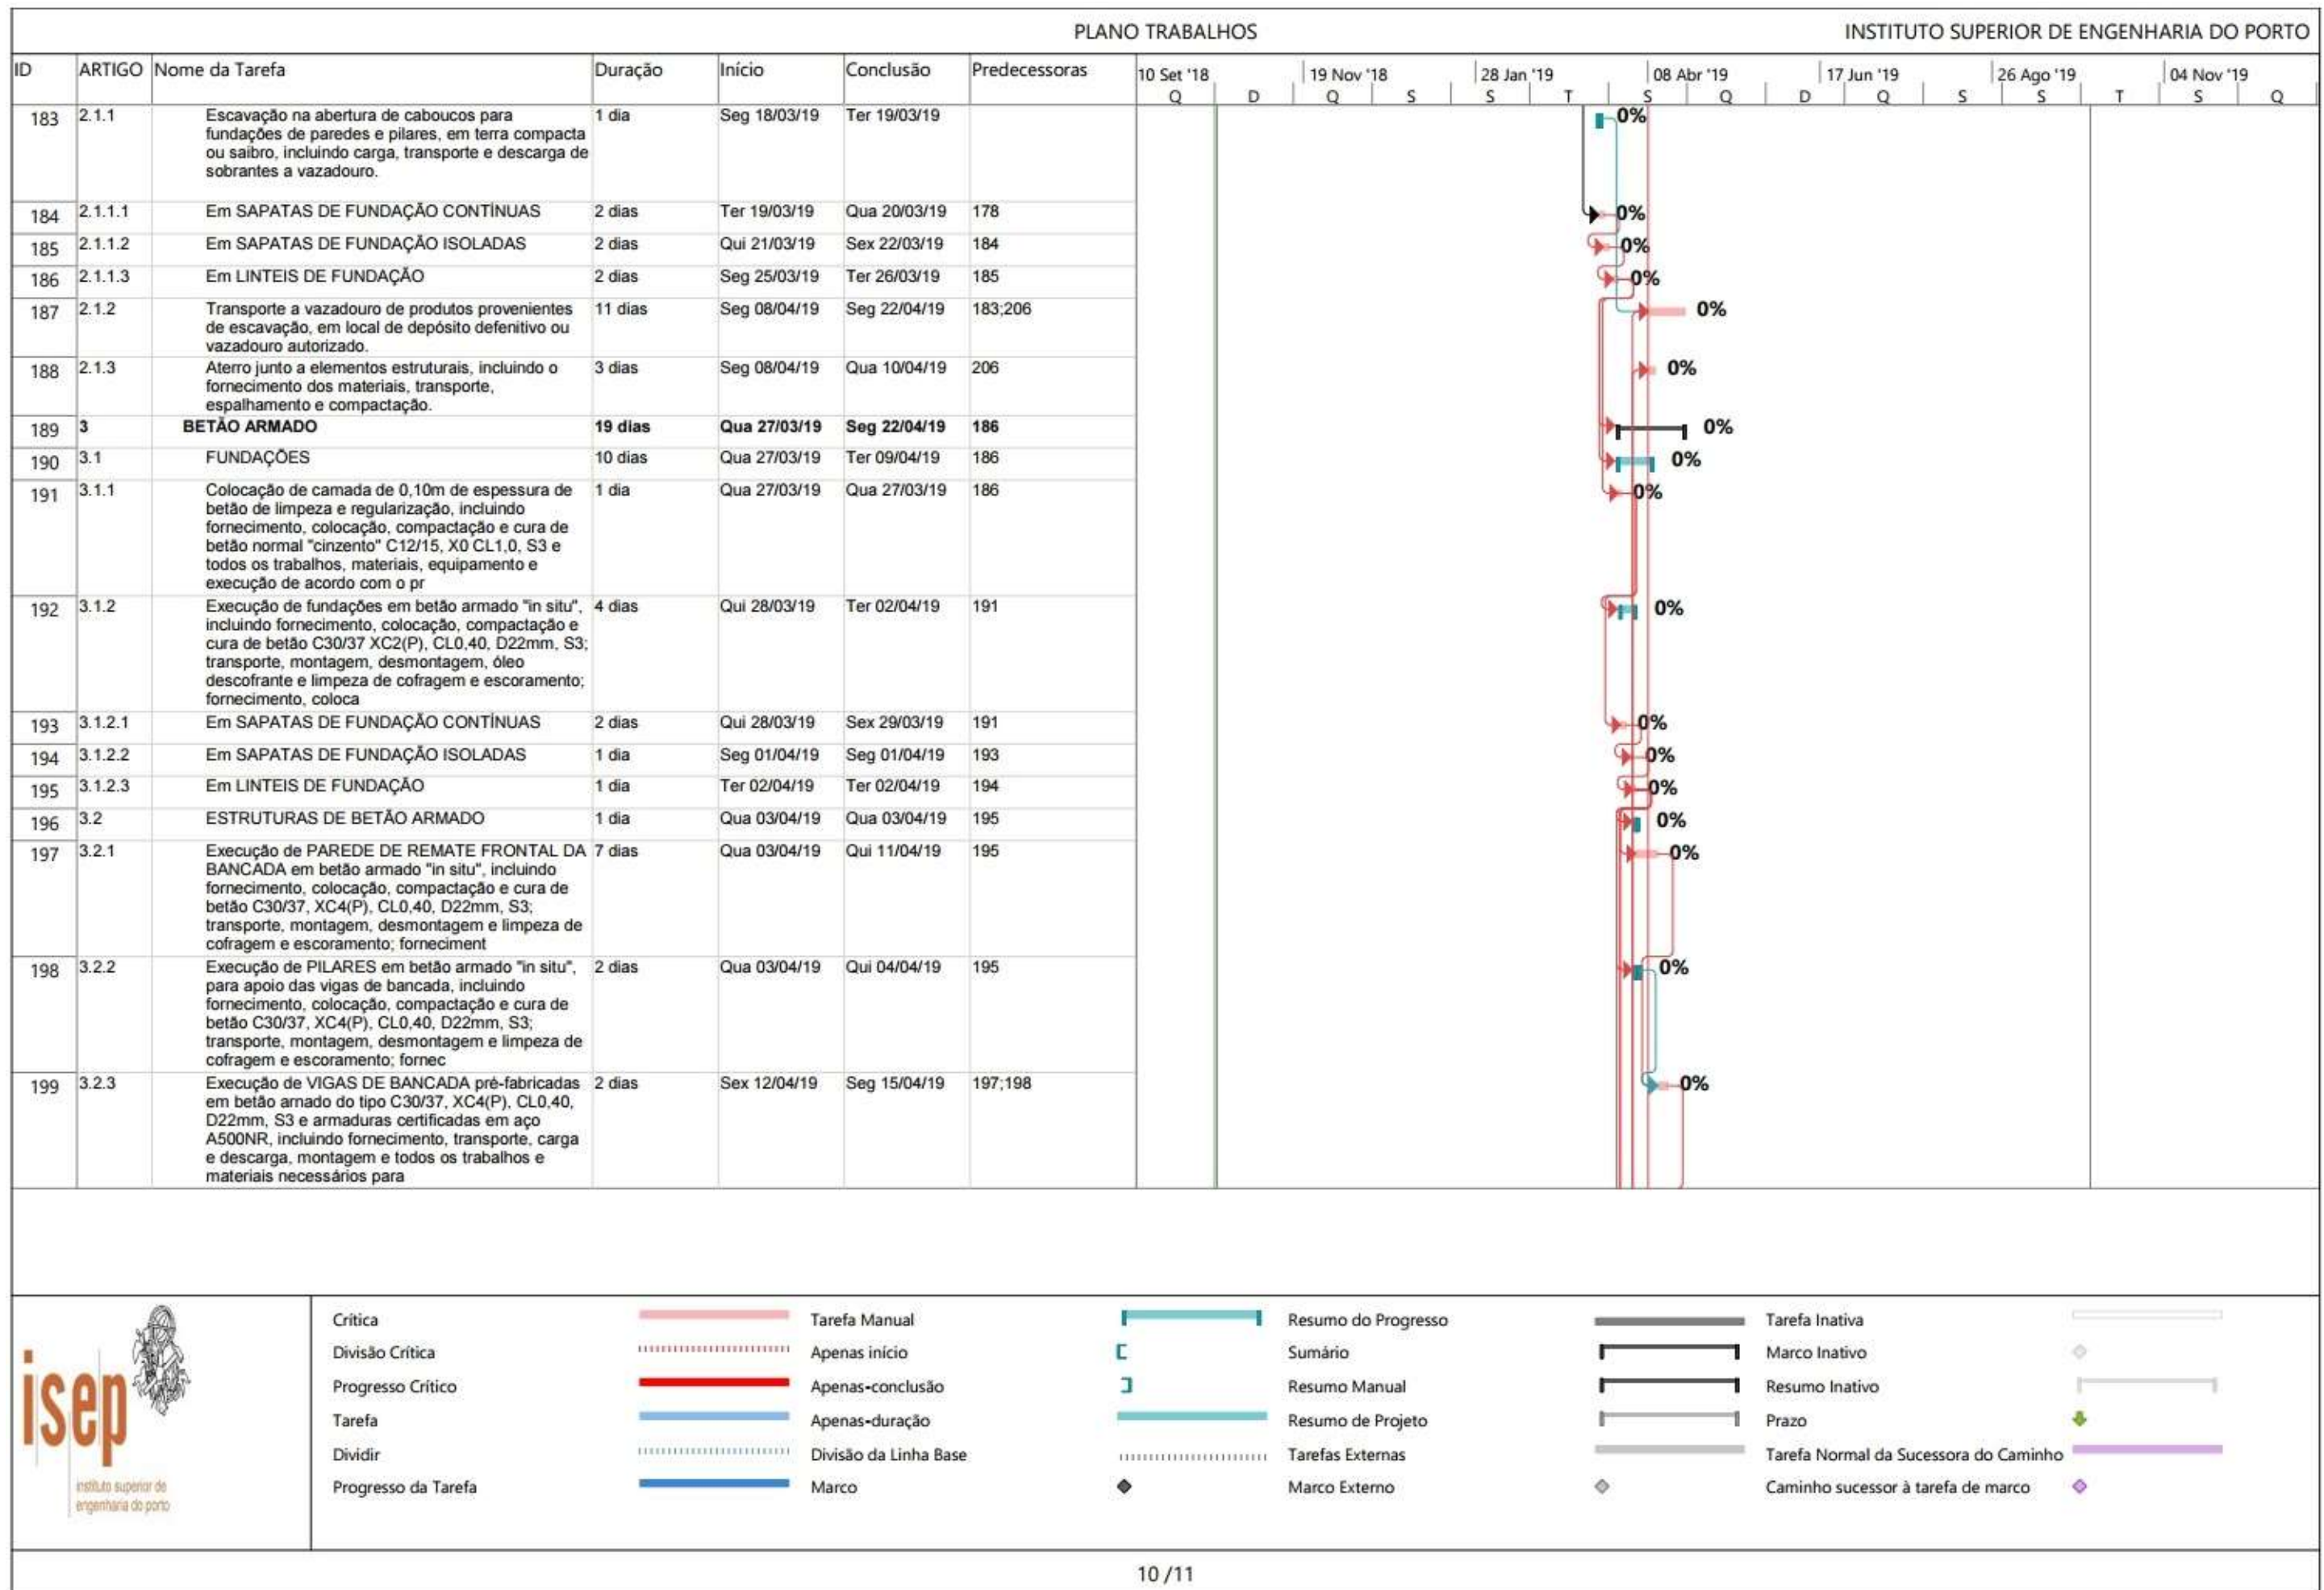 PLANO TRABALHOS
INSTITUTO SUPERIOR DE ENGENHARIA DO PORTO
ID ARTIGO Nome da Tarefa Duração Início Conclusão Predecessoras
10 Set '18 19 Nov '18 28 Jan '19 08 Abr '19 17 Jun '19 26 Ago '19 04 Nov '19
Q D Q S S T S Q D Q S S T S Q
183 2.1.1 Escavação na abertura de caboucos para 1 dia Seg 18/03/19 Ter 19/03/19 0%
fundações de paredes e pilares, em terra compacta
ou saibro, incluindo carga, transporte e descarga de
sobrantes a vazadouro.
184 2.1.1.1 Em SAPATAS DE FUNDAÇÃO CONTÍNUAS 2 dias Ter 19/03/19 Qua 20/03/19 178 0%
185 2.1.1.2 Em SAPATAS DE FUNDAÇÃO ISOLADAS 2 dias Qui 21/03/19 Sex 22/03/19 184 0%
186 2.1.1.3 Em LINTEIS DE FUNDAÇÃO 2 dias Seg 25/03/19 Ter 26/03/19 185 0%
187 2.1.2 Transporte a vazadouro de produtos provenientes 11 dias Seg 08/04/19 Seg 22/04/19 183;206 0%
de escavação, em local de depósito defenitivo ou
vazadouro autorizado.
188 2.1.3 Aterro junto a elementos estruturais, incluindo o 3 dias Seg 08/04/19 Qua 10/04/19 206 0%
fornecimento dos materiais, transporte,
espalhamento e compactação.
189 3 BETÃO ARMADO 19 dias Qua 27/03/19 Seg 22/04/19 186 0%
190 3.1 FUNDAÇÕES 10 dias Qua 27/03/19 Ter 09/04/19 186 0%
191 3.1.1 Colocação de camada de 0,10m de espessura de 1 dia Qua 27/03/19 Qua 27/03/19 186 0%
betão de limpeza e regularização, incluindo
fornecimento, colocação, compactação e cura de
betão normal "cinzento" C12/15, X0 CL1,0, S3 e
todos os trabalhos, materiais, equipamento e
execução de acordo com o pr
192 3.1.2 Execução de fundações em betão armado "in situ", 4 dias Qui 28/03/19 Ter 02/04/19 191 0%
incluindo fornecimento, colocação, compactação e
cura de betão C30/37 XC2(P), CL0,40, D22mm, S3;
transporte, montagem, desmontagem, óleo
descofrante e limpeza de cofragem e escoramento;
fornecimento, coloca
193 3.1.2.1 Em SAPATAS DE FUNDAÇÃO CONTÍNUAS 2 dias Qui 28/03/19 Sex 29/03/19 191 0%
194 3.1.2.2 Em SAPATAS DE FUNDAÇÃO ISOLADAS 1 dia Seg 01/04/19 Seg 01/04/19 193 0%
195 3.1.2.3 Em LINTEIS DE FUNDAÇÃO 1 dia Ter 02/04/19 Ter 02/04/19 194 0%
196 3.2 ESTRUTURAS DE BETÃO ARMADO 1 dia Qua 03/04/19 Qua 03/04/19 195 0%
197 3.2.1 Execução de PAREDE DE REMATE FRONTAL DA 7 dias Qua 03/04/19 Qui 11/04/19 195 0%
BANCADA em betão armado "in situ", incluindo
fornecimento, colocação, compactação e cura de
betão C30/37, XC4(P), CL0,40, D22mm, S3;
transporte, montagem, desmontagem e limpeza de
cofragem e escoramento; forneciment
198 3.2.2 Execução de PILARES em betão armado "in situ", 2 dias Qua 03/04/19 Qui 04/04/19 195 0%
para apoio das vigas de bancada, incluindo
fornecimento, colocação, compactação e cura de
betão C30/37, XC4(P), CL0,40, D22mm, S3;
transporte, montagem, desmontagem e limpeza de
cofragem e escoramento; fornec
199 3.2.3 Execução de VIGAS DE BANCADA pré-fabricadas 2 dias Sex 12/04/19 Seg 15/04/19 197;198 0%
em betão armado do tipo C30/37, XC4(P), CL0,40,
D22mm, S3 e armaduras certificadas em aço
A500NR, incluindo fornecimento, transporte, carga
e descarga, montagem e todos os trabalhos e
materiais necessários para
isep
instituto superior de
engenharia do porto
Crítica Tarefa Manual Resumo do Progresso Tarefa Inativa
Divisão Crítica Apenas início Sumário Marco Inativo
Progresso Crítico Apenas-conclusão Resumo Manual Resumo Inativo
Tarefa Apenas-duração Resumo de Projeto Prazo
Dividir Divisão da Linha Base Tarefas Externas Tarefa Normal da Sucessora do Caminho
Progresso da Tarefa Marco Marco Externo Caminho sucessor à tarefa de marco
10 /11